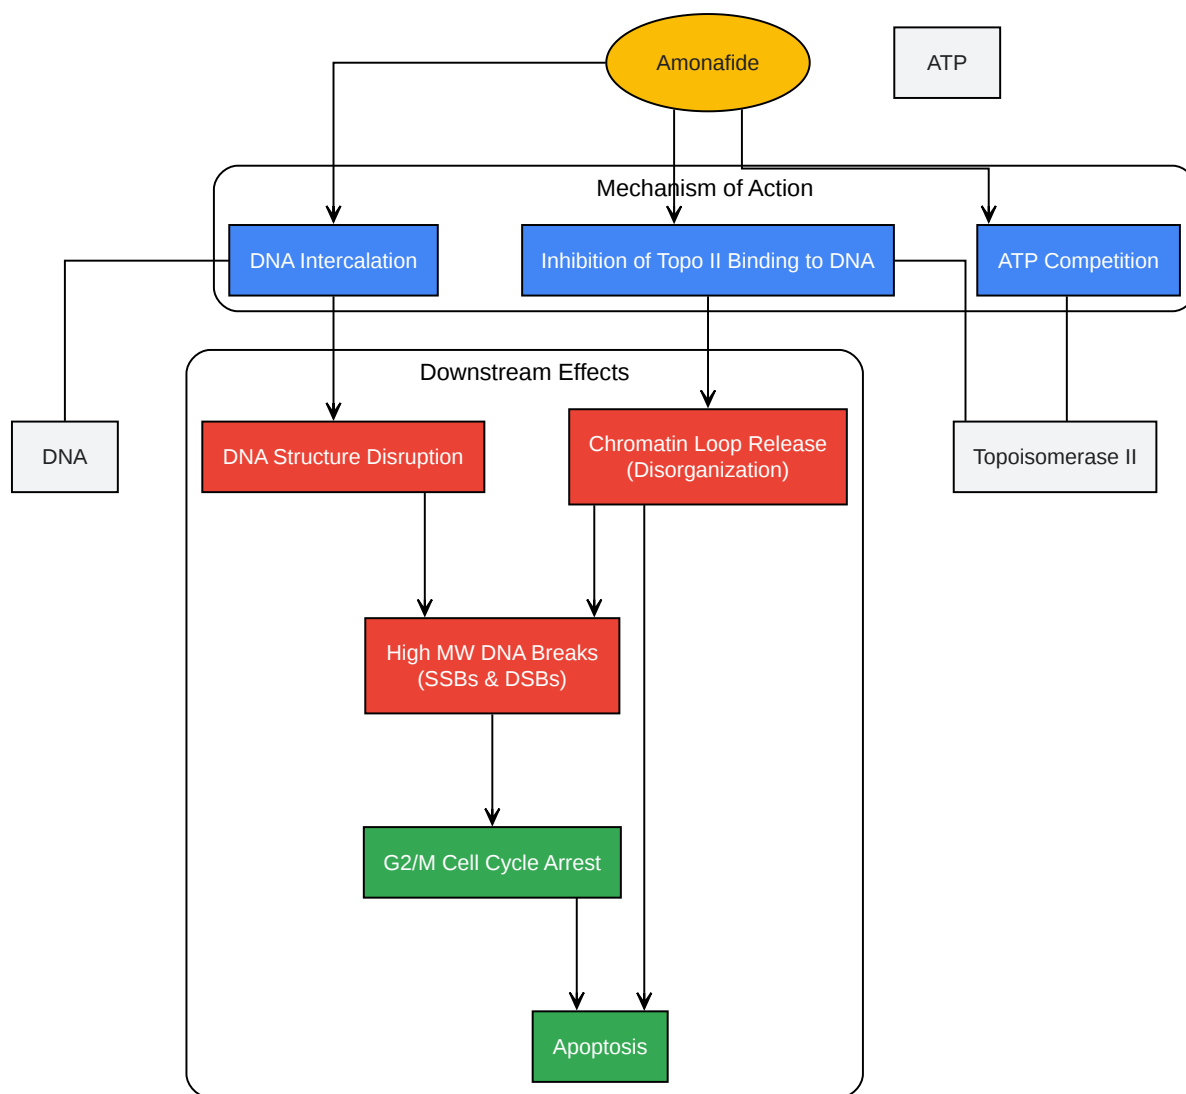 Amonafide
ATP
Mechanism of Action
DNA Intercalation
Inhibition of Topo II Binding to DNA
ATP Competition
Downstream Effects
DNA
DNA Structure Disruption
Chromatin Loop Release
(Disorganization)
Topoisomerase II
High MW DNA Breaks
(SSBs & DSBs)
G2/M Cell Cycle Arrest
Apoptosis